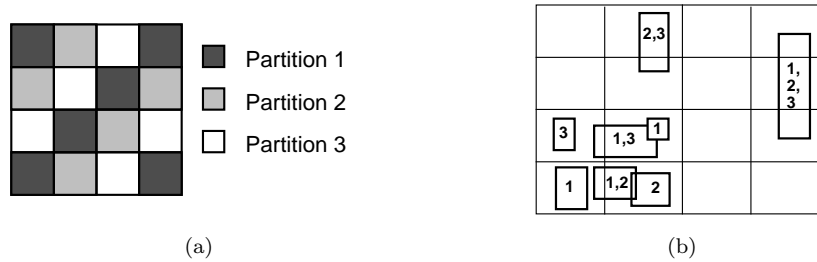 Partition 1
Partition 2
Partition 3
(a)
2,3
1,
2,
3
3
1,3
1
1
1,2
2
(b)